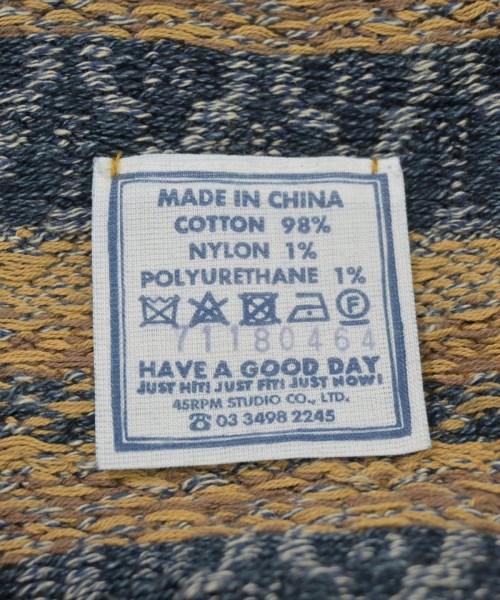 MADE IN CHINA
COTTON 98%
NYLON 1%
POLYURETHANE 1%
F
71180464
HAVE A GOOD DAY
JUST HIT! JUST FIT! JUST NOW!
45RPM STUDIO CO., LTD.
☎ 03 3498 2245